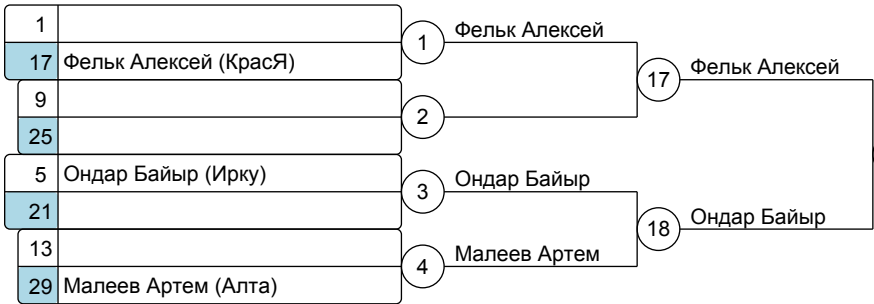 1
17 Фельк Алексей (КрасЯ)
1
Фельк Алексей
9
25
2
17
Фельк Алексей
5 Ондар Байыр (Ирку)
21
3
Ондар Байыр
13
29 Малеев Артем (Алта)
4
Малеев Артем
18
Ондар Байыр